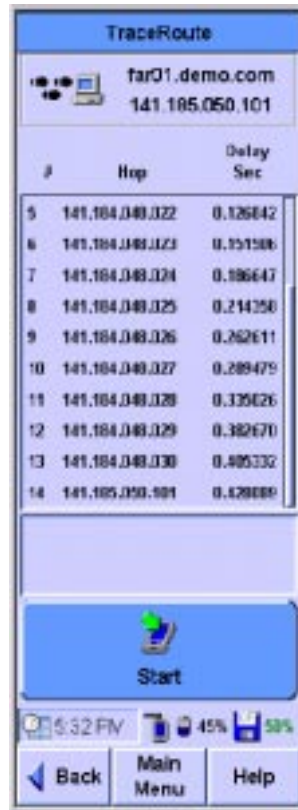 TraceRoute
far01.demo.com
141.185.050.101
Delay
# Hop Sec
5 141.184.048.022 0.126842
6 141.184.048.023 0.151506
7 141.184.048.024 0.186647
8 141.184.048.025 0.214350
9 141.184.048.026 0.262611
10 141.184.048.027 0.289479
11 141.184.048.028 0.335026
12 141.184.048.029 0.382670
13 141.184.048.030 0.405332
14 141.185.050.101 0.428089
Start
5:32 PM 45% 50%
Back Main Menu Help